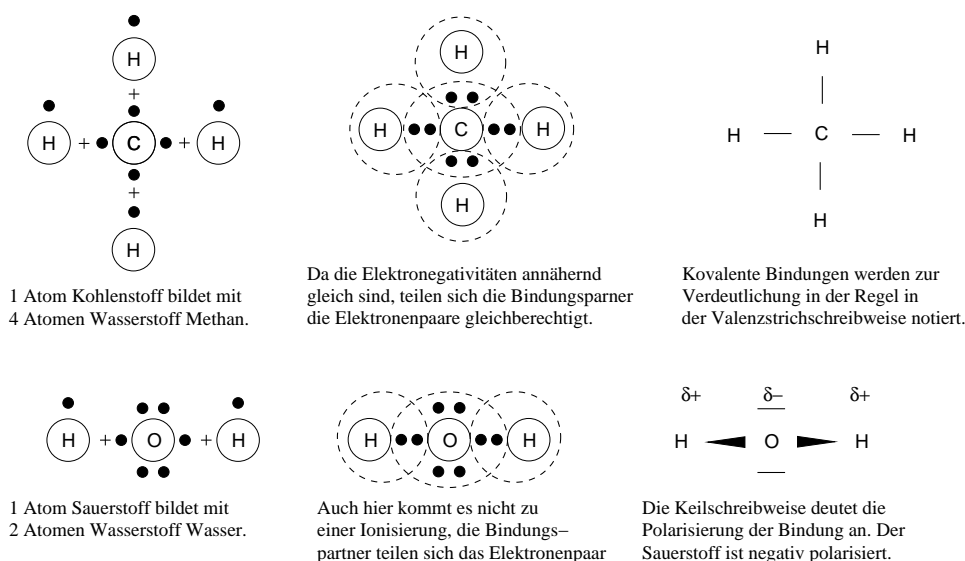 H
+
H + C + H
+
H
1 Atom Kohlenstoff bildet mit
4 Atomen Wasserstoff Methan.
H
H C H
H
Da die Elektronegativitäten annähernd
gleich sind, teilen sich die Bindungsparner
die Elektronenpaare gleichberechtigt.
H
H C H
H
Kovalente Bindungen werden zur
Verdeutlichung in der Regel in
der Valenzstrichschreibweise notiert.
H + O + H
1 Atom Sauerstoff bildet mit
2 Atomen Wasserstoff Wasser.
H O H
Auch hier kommt es nicht zu
einer Ionisierung, die Bindungs–
partner teilen sich das Elektronenpaar
δ+ δ– δ+
H O H
Die Keilschreibweise deutet die
Polarisierung der Bindung an. Der
Sauerstoff ist negativ polarisiert.